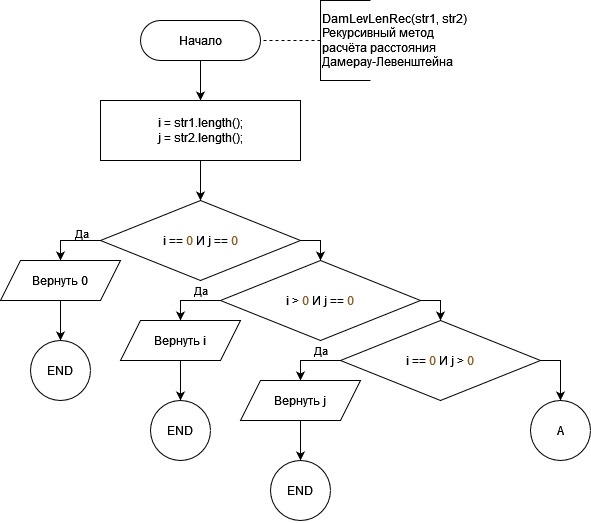 Начало
DamLevLenRec(str1, str2)
Рекурсивный метод
расчёта расстояния
Дамерау-Левенштейна
i = str1.length();
j = str2.length();
i == 0 И j == 0
Да
Вернуть 0
END
i > 0 И j == 0
Да
Вернуть i
END
i == 0 И j > 0
Да
Вернуть j
END
A